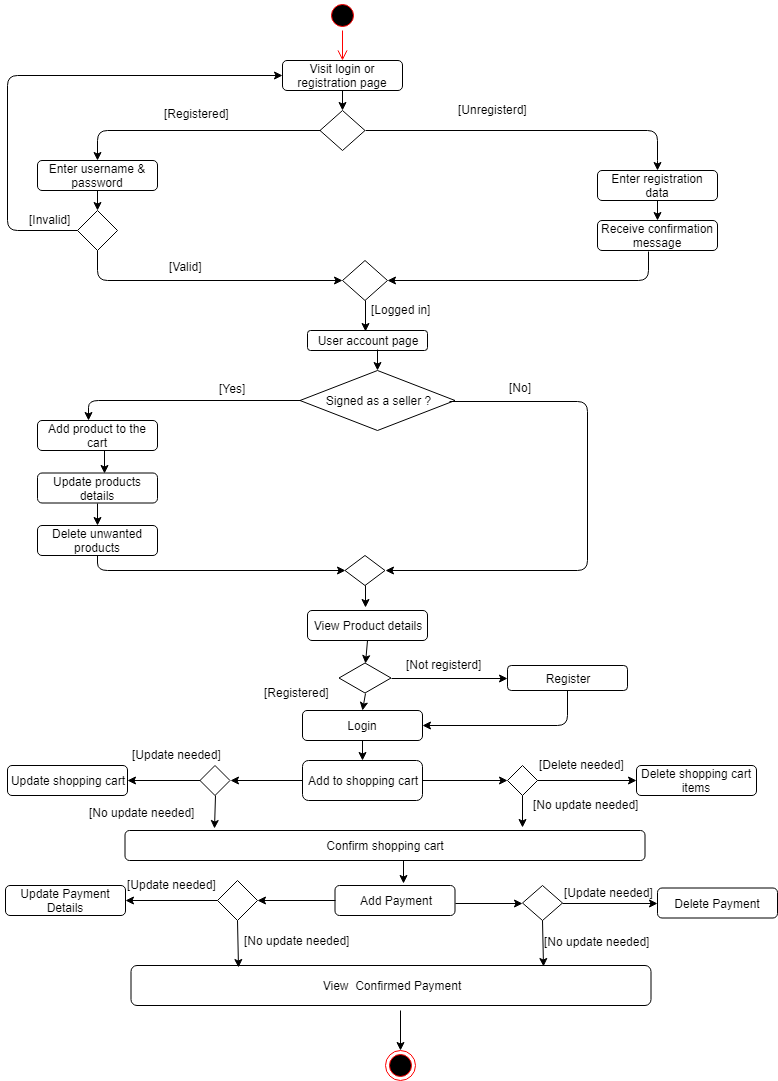 Visit login or
registration page
[Registered]
[Unregisterd]
Enter username &
password
Enter registration
data
[Invalid]
Receive confirmation
message
[Valid]
[Logged in]
User account page
[Yes]
Signed as a seller ?
[No]
Add product to the
cart
Update products
details
Delete unwanted
products
View Product details
[Not registerd]
Register
[Registered]
Login
[Update needed]
[Delete needed]
Update shopping cart
Add to shopping cart
Delete shopping cart
items
[No update needed]
[No update needed]
Confirm shopping cart
[Update needed]
[Update needed]
Update Payment
Details
Add Payment
Delete Payment
[No update needed]
[No update needed]
View  Confirmed Payment